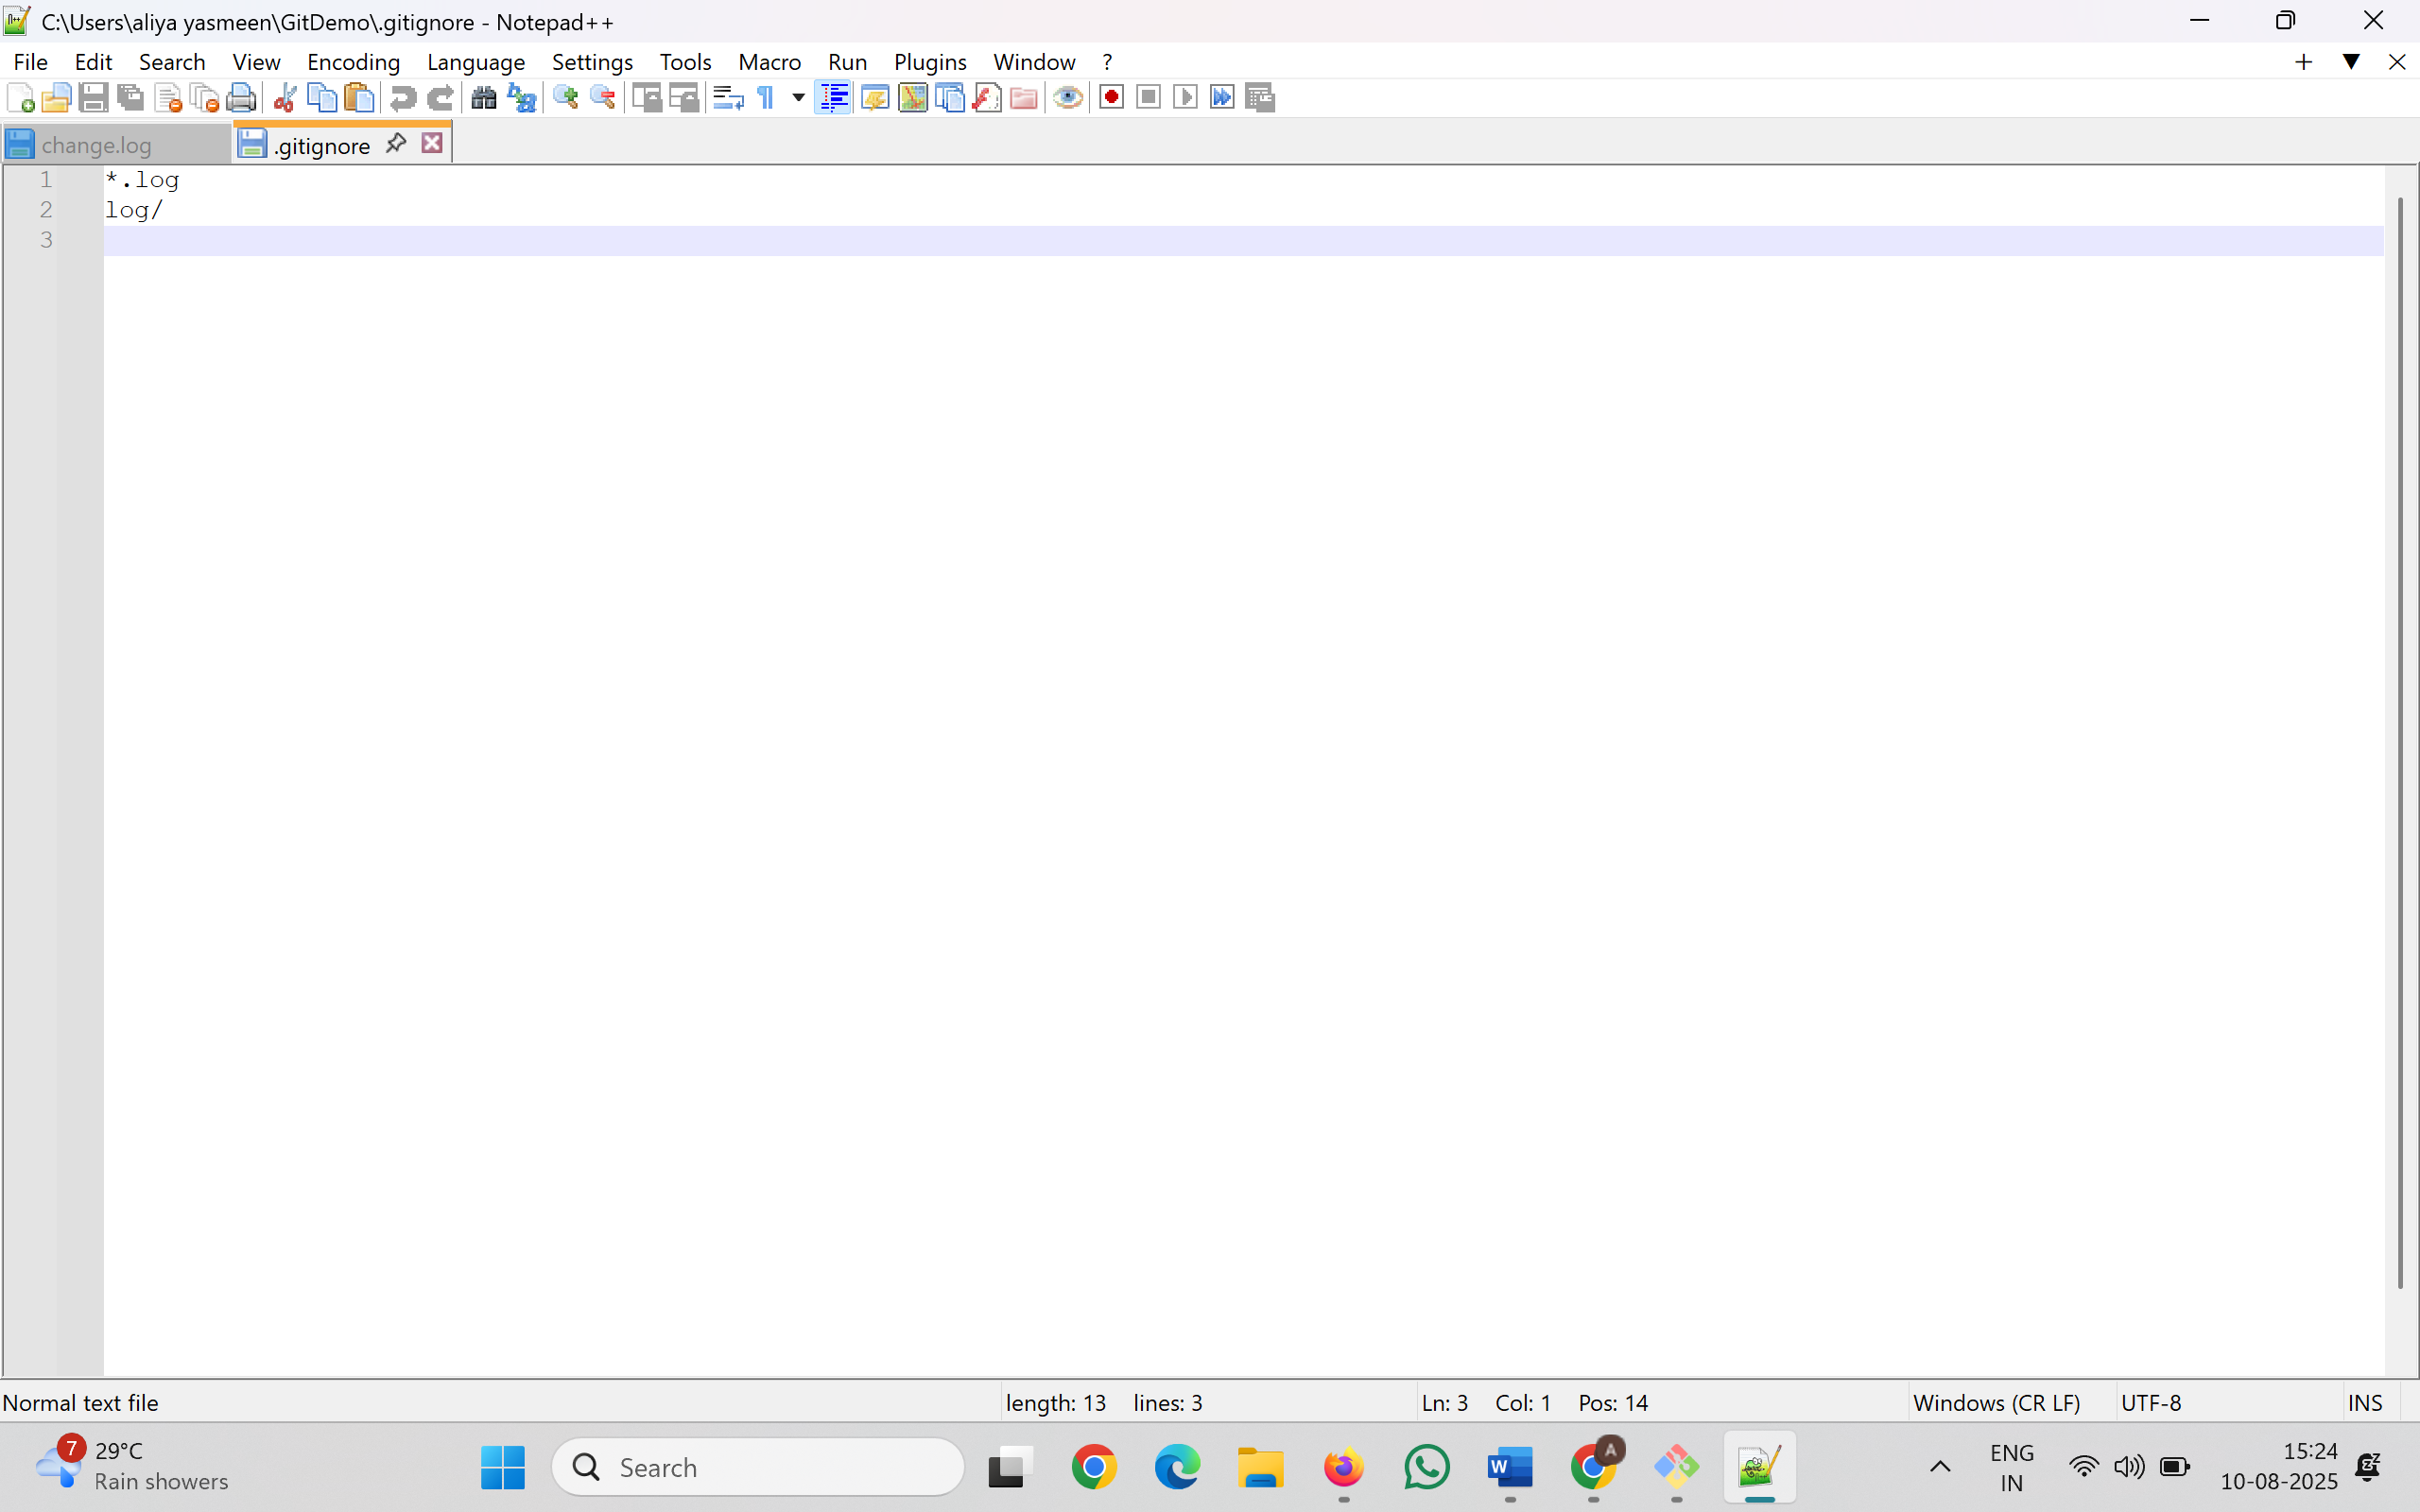 C:\Users\aliya yasmeen\GitDemo\.gitignore - Notepad++
File Edit Search View Encoding Language Settings Tools Macro Run Plugins Window ?
change.log .gitignore
1 *.log
2 log/
3
Normal text file length: 13 lines: 3 Ln: 3 Col: 1 Pos: 14 Windows (CR LF) UTF-8 INS
7 29°C
Rain showers
Search
W
A
ENG
IN
15:24
10-08-2025